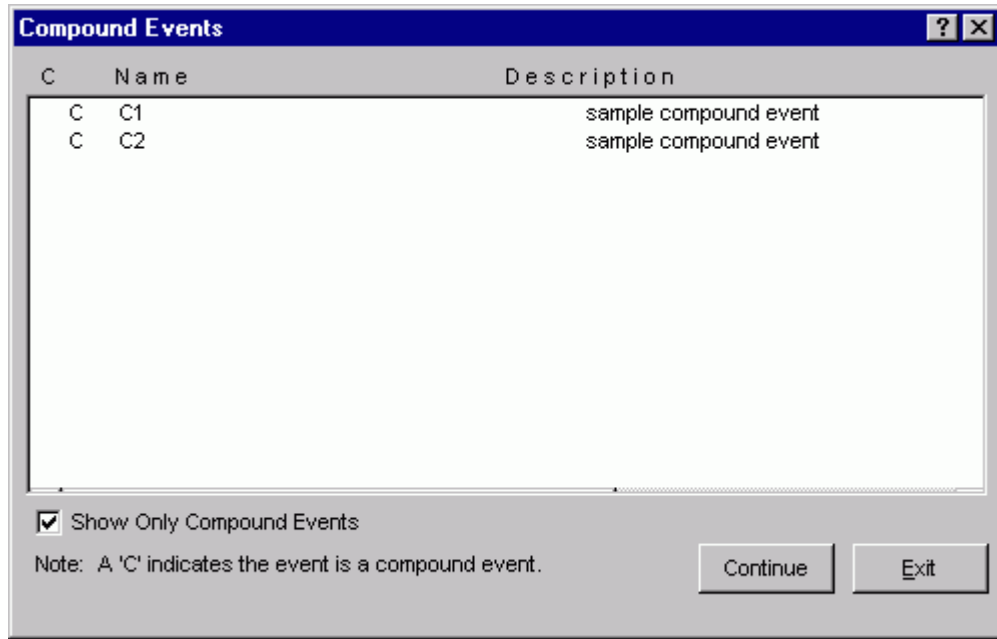 Compound Events
C Name Description
C C1 sample compound event
C C2 sample compound event
Show Only Compound Events
Note: A 'C' indicates the event is a compound event.
Continue Exit